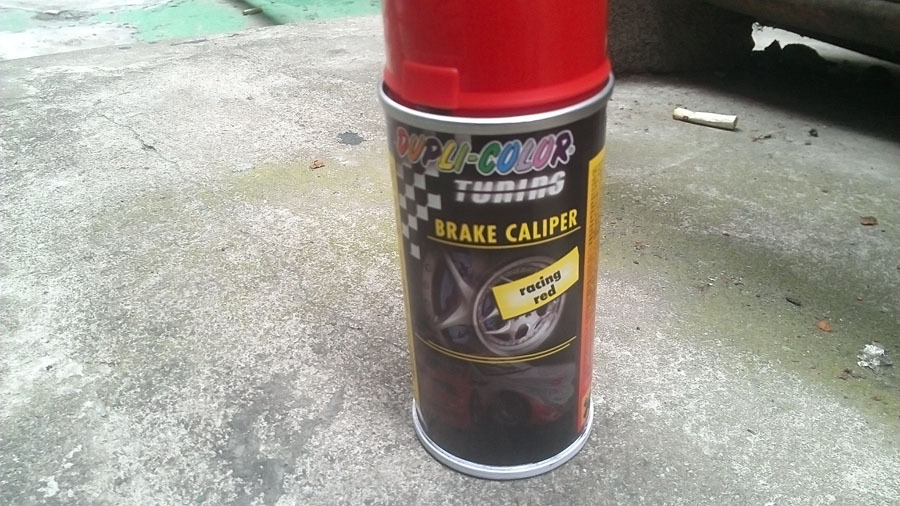 DUPLI-COLOR
TUNING
BRAKE CALIPER
racing
red